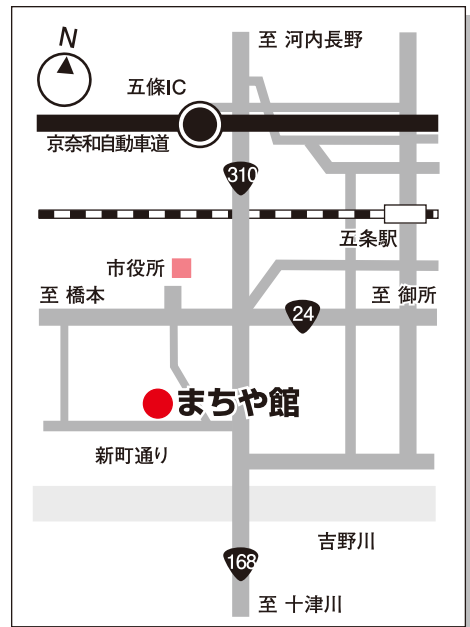 N
至 河内長野
五條IC
京奈和自動車道
310
五条駅
市役所
至 橋本
至 御所
24
まちや館
新町通り
吉野川
168
至 十津川